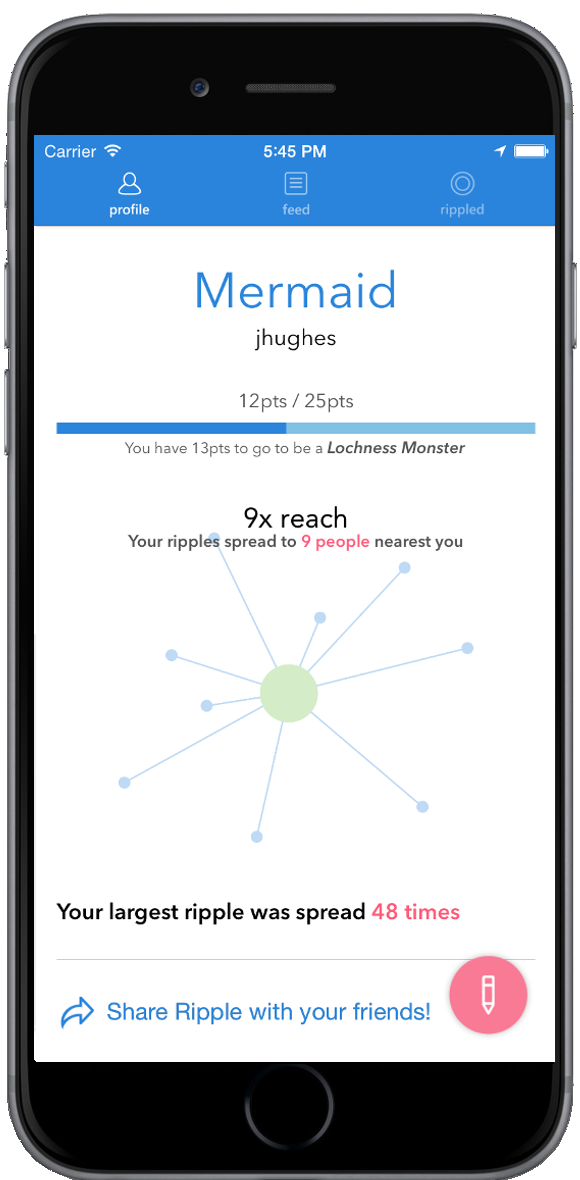 Carrier 5:45 PM
profile feed rippled
Mermaid
jhughes
12pts / 25pts
You have 13pts to go to be a Lochness Monster
9x reach
Your ripples spread to 9 people nearest you
Your largest ripple was spread 48 times
Share Ripple with your friends!